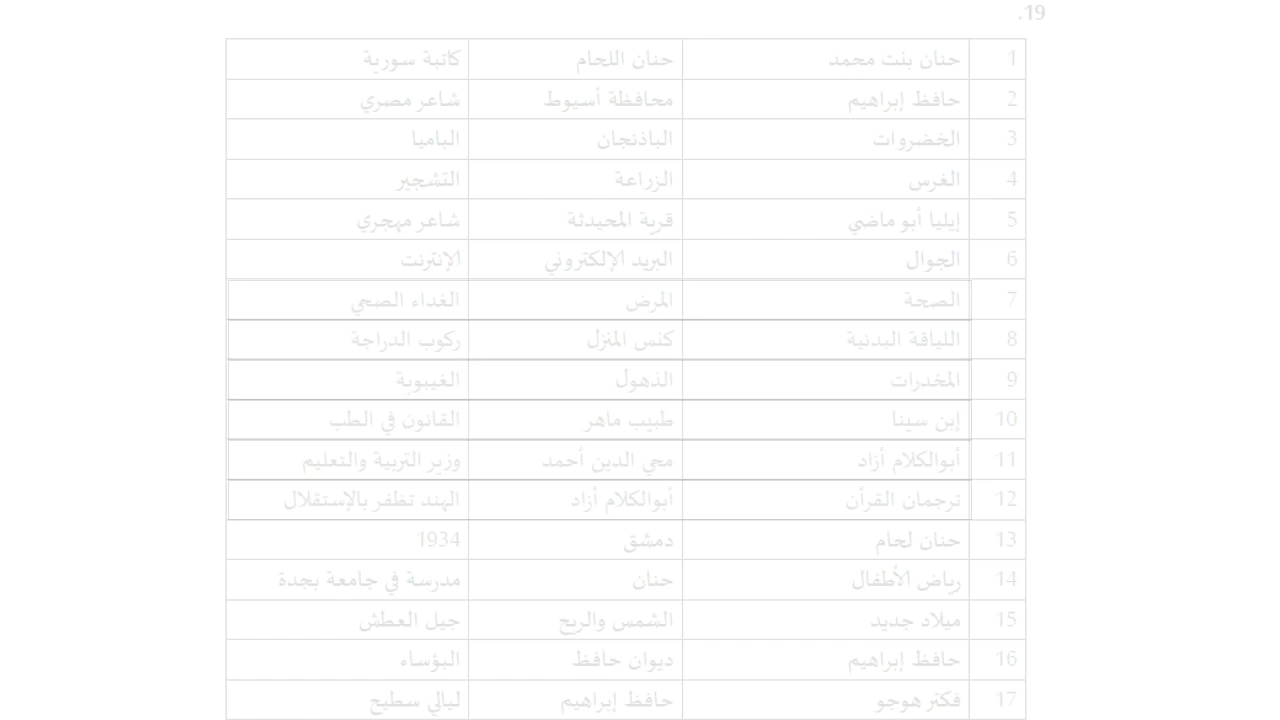 19.
1 حنان بنت محمد حنان اللحام كاتبة سورية
2 حافظ إبراهيم محافظة أسيوط شاعر مصري
3 الخضروات الباذنجان الباميا
4 الغرس الزراعة التشجير
5 إيليا أبو ماضي قرية المحيدثة شاعر مهجري
6 الجوال البريد الإلكتروني الإنترنت
7 الصحة المرض الغداء الصحي
8 اللياقة البدنية كنس المنزل ركوب الدراجة
9 المخدرات الذهول الغيبوبة
10 إبن سينا طبيب ماهر القانون في الطب
11 أبوالكلام أزاد محي الدين أحمد وزير التربية والتعليم
12 ترجمان القرأن أبوالكلام أزاد الهند تظفر بالإستقلال
13 حنان لحام دمشق 1934
14 رياض الأطفال حنان مدرسة في جامعة بجدة
15 ميلاد جديد الشمس والريح جيل العطش
16 حافظ إبراهيم ديوان حافظ البؤساء
17 فكتر هوجو حافظ إبراهيم ليالي سطيح